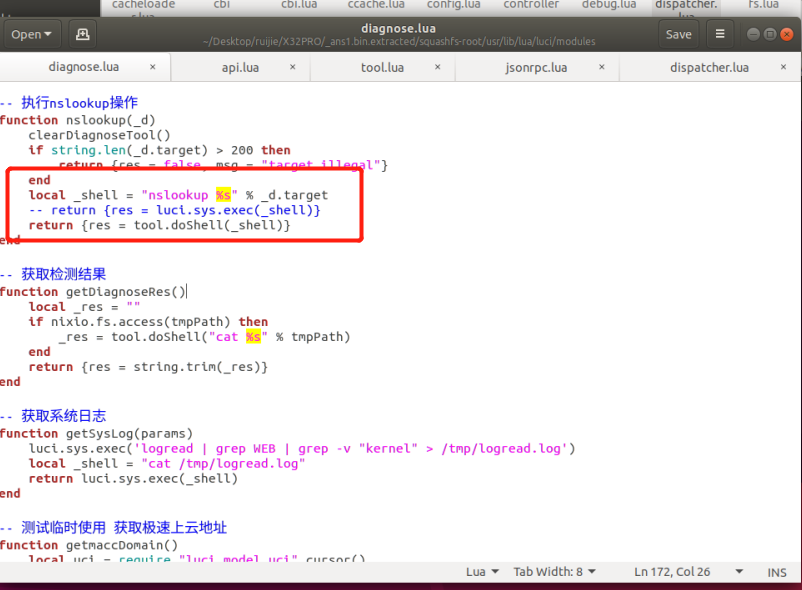 cacheloade cbi cbi.lua ccache.lua config.lua controller debug.lua dispatcher. fs.lua
Open diagnose.lua Save
~/Desktop/ruijie/X32PRO/_ans1.bin.extracted/squashfs-root/usr/lib/lua/luci/modules
diagnose.lua × api.lua × tool.lua × jsonrpc.lua × dispatcher.lua ×
-- 执行nslookup操作
function nslookup(_d)
clearDiagnoseTool()
if string.len(_d.target) > 200 then
return {res = false, msg = "target illegal"}
end
local _shell = "nslookup %s" % _d.target
-- return {res = luci.sys.exec(_shell)}
return {res = tool.doShell(_shell)}
end
-- 获取检测结果
function getDiagnoseRes()
local _res = ""
if nixio.fs.access(tmpPath) then
_res = tool.doShell("cat %s" % tmpPath)
end
return {res = string.trim(_res)}
end
-- 获取系统日志
function getSysLog(params)
luci.sys.exec('logread | grep WEB | grep -v "kernel" > /tmp/logread.log')
local _shell = "cat /tmp/logread.log"
return luci.sys.exec(_shell)
end
-- 测试临时使用 获取极速上云地址
function getmaccDomain()
local uci = require "luci.model.uci".cursor()
Lua Tab Width: 8 Ln 172, Col 26 INS